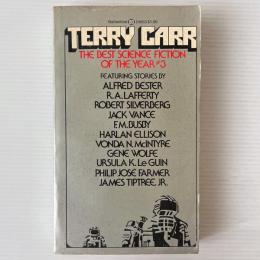 TERRY CARR
THE BEST SCIENCE FICTION
OF THE YEAR #3
FEATURING STORIES BY
ALFRED BESTER
R.A. LAFFERTY
ROBERT SILVERBERG
JACK VANCE
F.M. BUSBY
HARLAN ELLISON
VONDA N. McINTYRE
GENE WOLFE
URSULA K. Le GUIN
PHILIP JOSE FARMER
JAMES TIPTREE, JR.